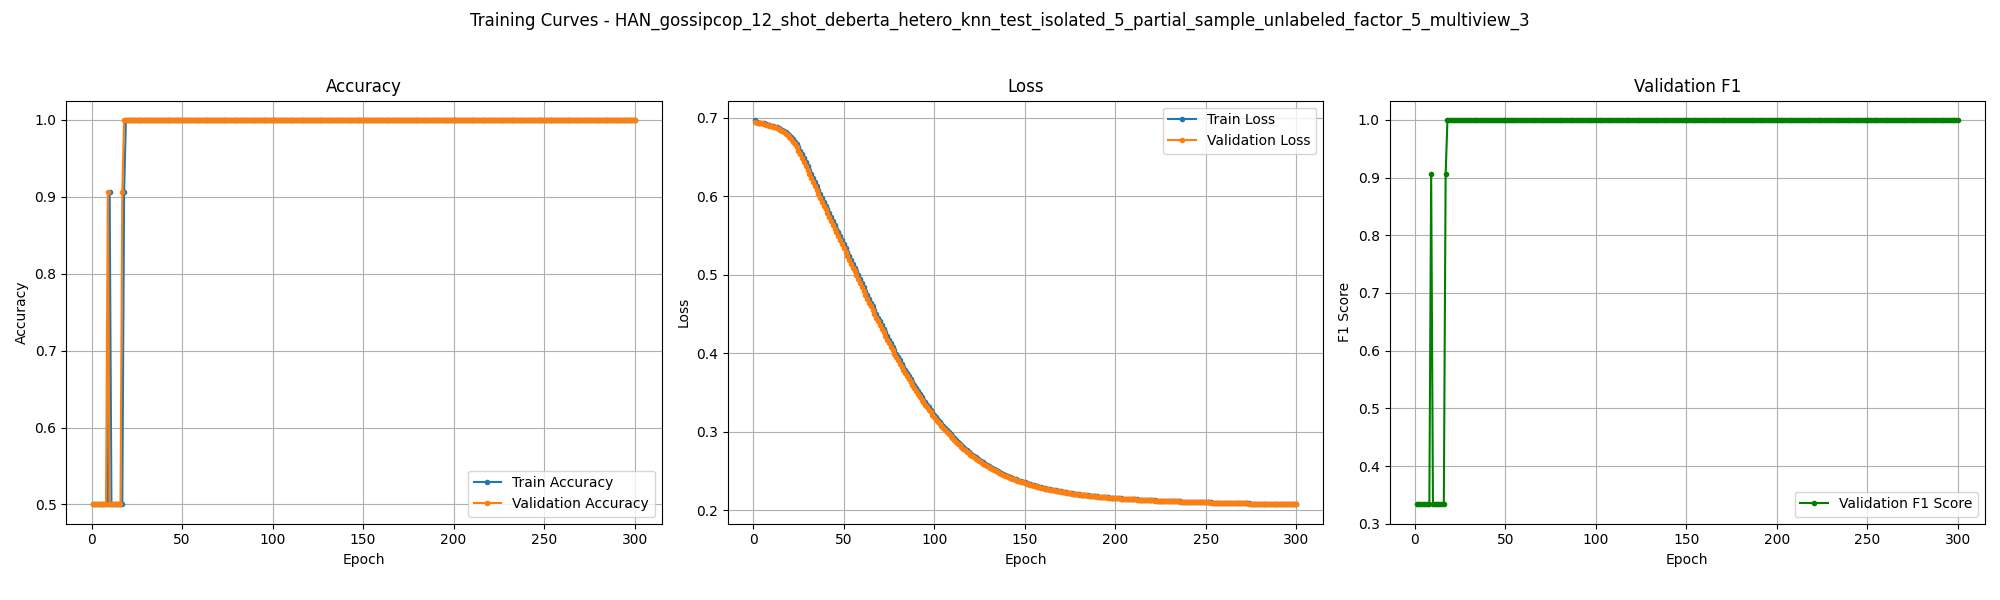 Training Curves - HAN_gossipcop_12_shot_deberta_hetero_knn_test_isolated_5_partial_sample_unlabeled_factor_5_multiview_3
Accuracy
1.0
0.9
0.8
0.7
0.6
0.5
Accuracy
0 50 100 150 200 250 300
Epoch
Train Accuracy
Validation Accuracy
Loss
0.7
0.6
0.5
0.4
0.3
0.2
Loss
0 50 100 150 200 250 300
Epoch
Train Loss
Validation Loss
Validation F1
1.0
0.9
0.8
0.7
0.6
0.5
0.4
0.3
F1 Score
0 50 100 150 200 250 300
Epoch
Validation F1 Score